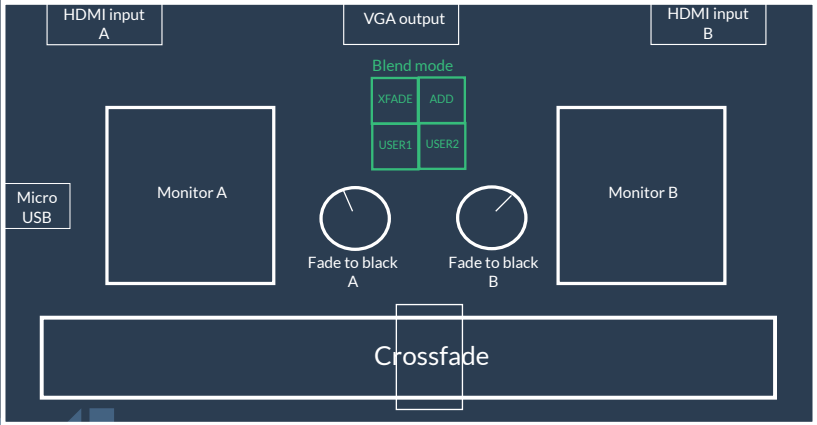 HDMI input
A
VGA output
HDMI input
B
Blend mode
XFADE
ADD
USER1
USER2
Monitor A
Monitor B
Micro
USB
Fade to black
A
Fade to black
B
Crossfade